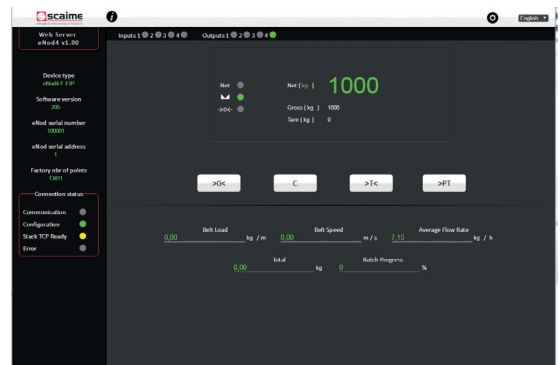 scaime
English
Web Server
eNod4 v1.00
Inputs 1 2 3 4
Outputs 1 2 3 4
Device type
Software version
205
eNod serial number
100001
eNod serial address
1
Factory nbr of points
13811
Connection status
Communication
Configuration
Stack TCP Ready
Error
Net
>0<
Net ( kg ) 1000
Gross ( kg ) 1000
Tare ( kg ) 0
>0<
C
>T<
>PT
Belt Load
0,00 kg / m
Belt Speed
0,00 m / s
Average Flow Rate
7,15 kg / h
Total
0,00 kg
Batch Progress
0 %